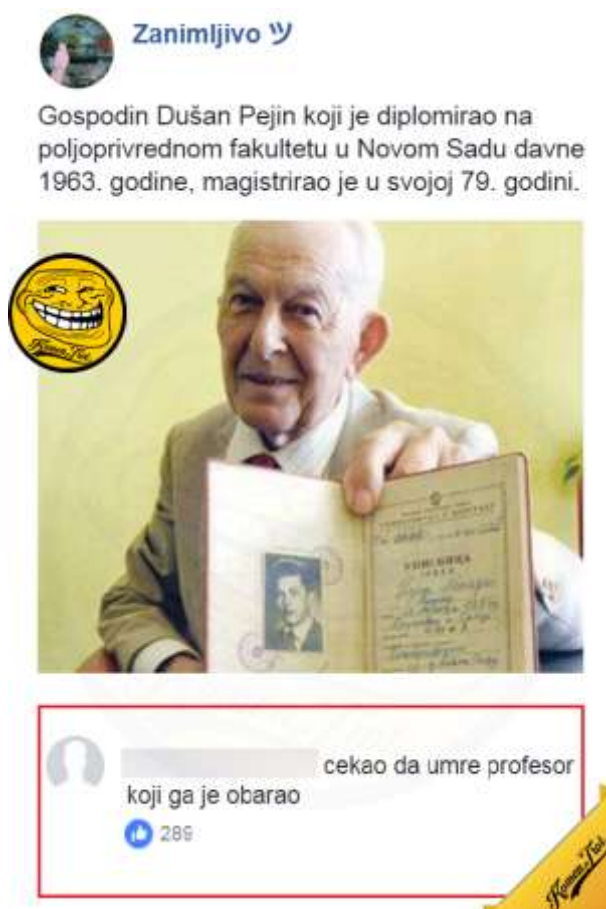 Zanimljivo ツ
Gospodin Dušan Pejin koji je diplomirao na
poljoprivrednom fakultetu u Novom Sadu davne
1963. godine, magistrirao je u svojoj 79. godini.
cekao da umre profesor
koji ga je obarao
289